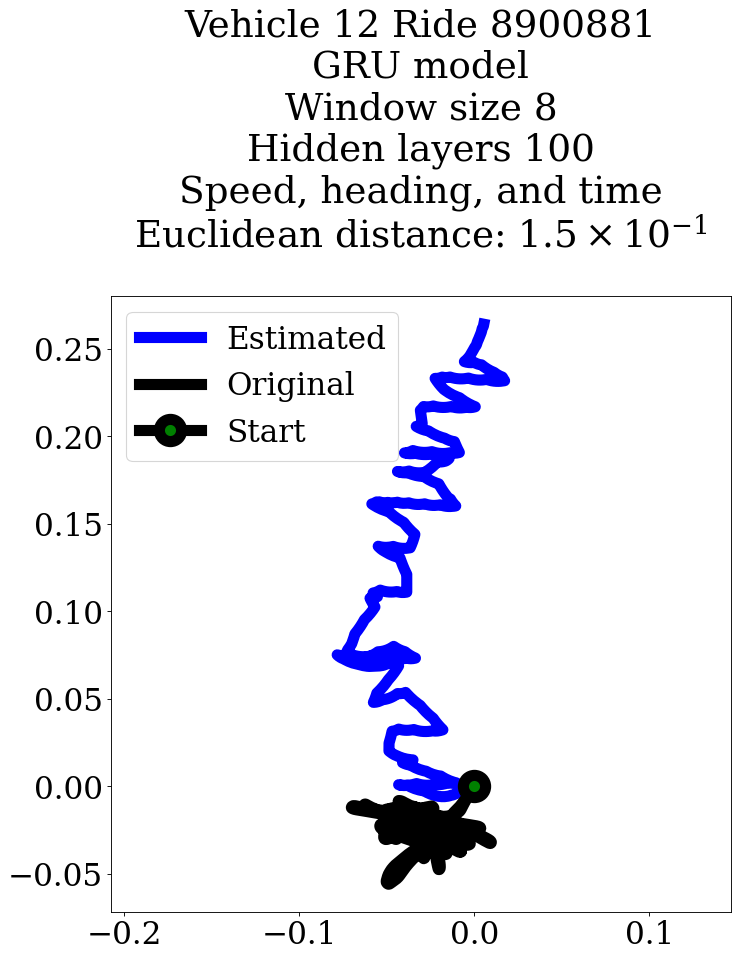 Vehicle 12 Ride 8900881
GRU model
Window size 8
Hidden layers 100
Speed, heading, and time
Euclidean distance: 1.5 × 10⁻¹
Estimated
Original
Start
0.25
0.20
0.15
0.10
0.05
0.00
−0.05
−0.2
−0.1
0.0
0.1